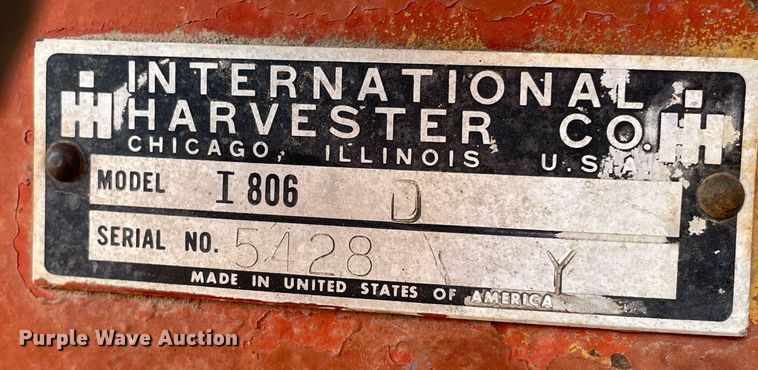 INTERNATIONAL
HARVESTER CO.
CHICAGO, ILLINOIS U.S.A.
MODEL I 806 D
SERIAL NO. 5428 Y
MADE IN UNITED STATES OF AMERICA
Purple Wave Auction